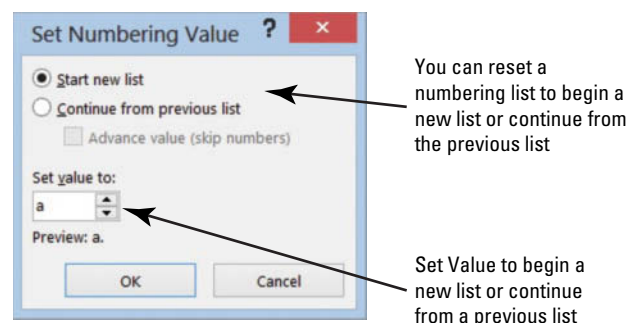 Set Numbering Value ? ×
Start new list
Continue from previous list
Advance value (skip numbers)
Set value to:
a
Preview: a.
OK Cancel
You can reset a
numbering list to begin a
new list or continue from
the previous list
Set Value to begin a
new list or continue
from a previous list